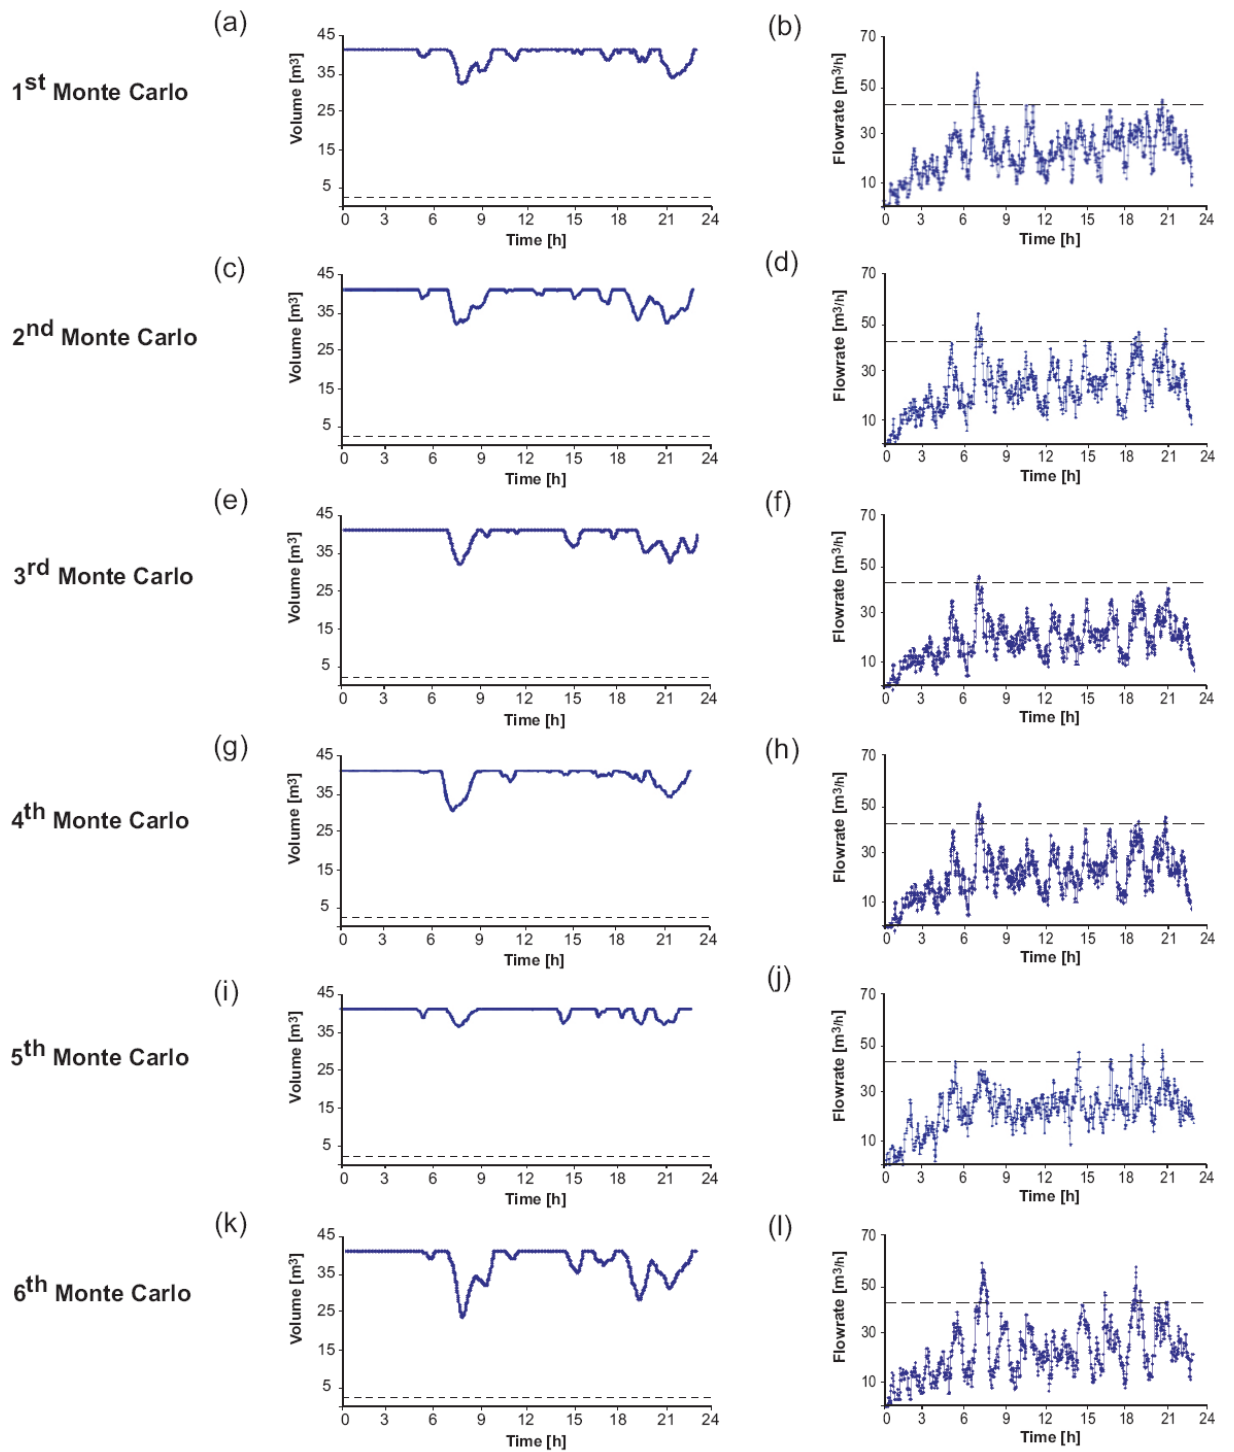 (a)
(b)
1st Monte Carlo
Volume [m3]
45
35
25
15
5
0 3 6 9 12 15 18 21 24
Time [h]
Flowrate [m3/h]
70
50
30
10
0 3 6 9 12 15 18 21 24
Time [h]
(c)
(d)
2nd Monte Carlo
Volume [m3]
45
35
25
15
5
0 3 6 9 12 15 18 21 24
Time [h]
Flowrate [m3/h]
70
50
30
10
0 3 6 9 12 15 18 21 24
Time [h]
(e)
(f)
3rd Monte Carlo
Volume [m3]
45
35
25
15
5
0 3 6 9 12 15 18 21 24
Time [h]
Flowrate [m3/h]
70
50
30
10
0 3 6 9 12 15 18 21 24
Time [h]
(g)
(h)
4th Monte Carlo
Volume [m3]
45
35
25
15
5
0 3 6 9 12 15 18 21 24
Time [h]
Flowrate [m3/h]
70
50
30
10
0 3 6 9 12 15 18 21 24
Time [h]
(i)
(j)
5th Monte Carlo
Volume [m3]
45
35
25
15
5
0 3 6 9 12 15 18 21 24
Time [h]
Flowrate [m3/h]
70
50
30
10
0 3 6 9 12 15 18 21 24
Time [h]
(k)
(l)
6th Monte Carlo
Volume [m3]
45
35
25
15
5
0 3 6 9 12 15 18 21 24
Time [h]
Flowrate [m3/h]
70
50
30
10
0 3 6 9 12 15 18 21 24
Time [h]